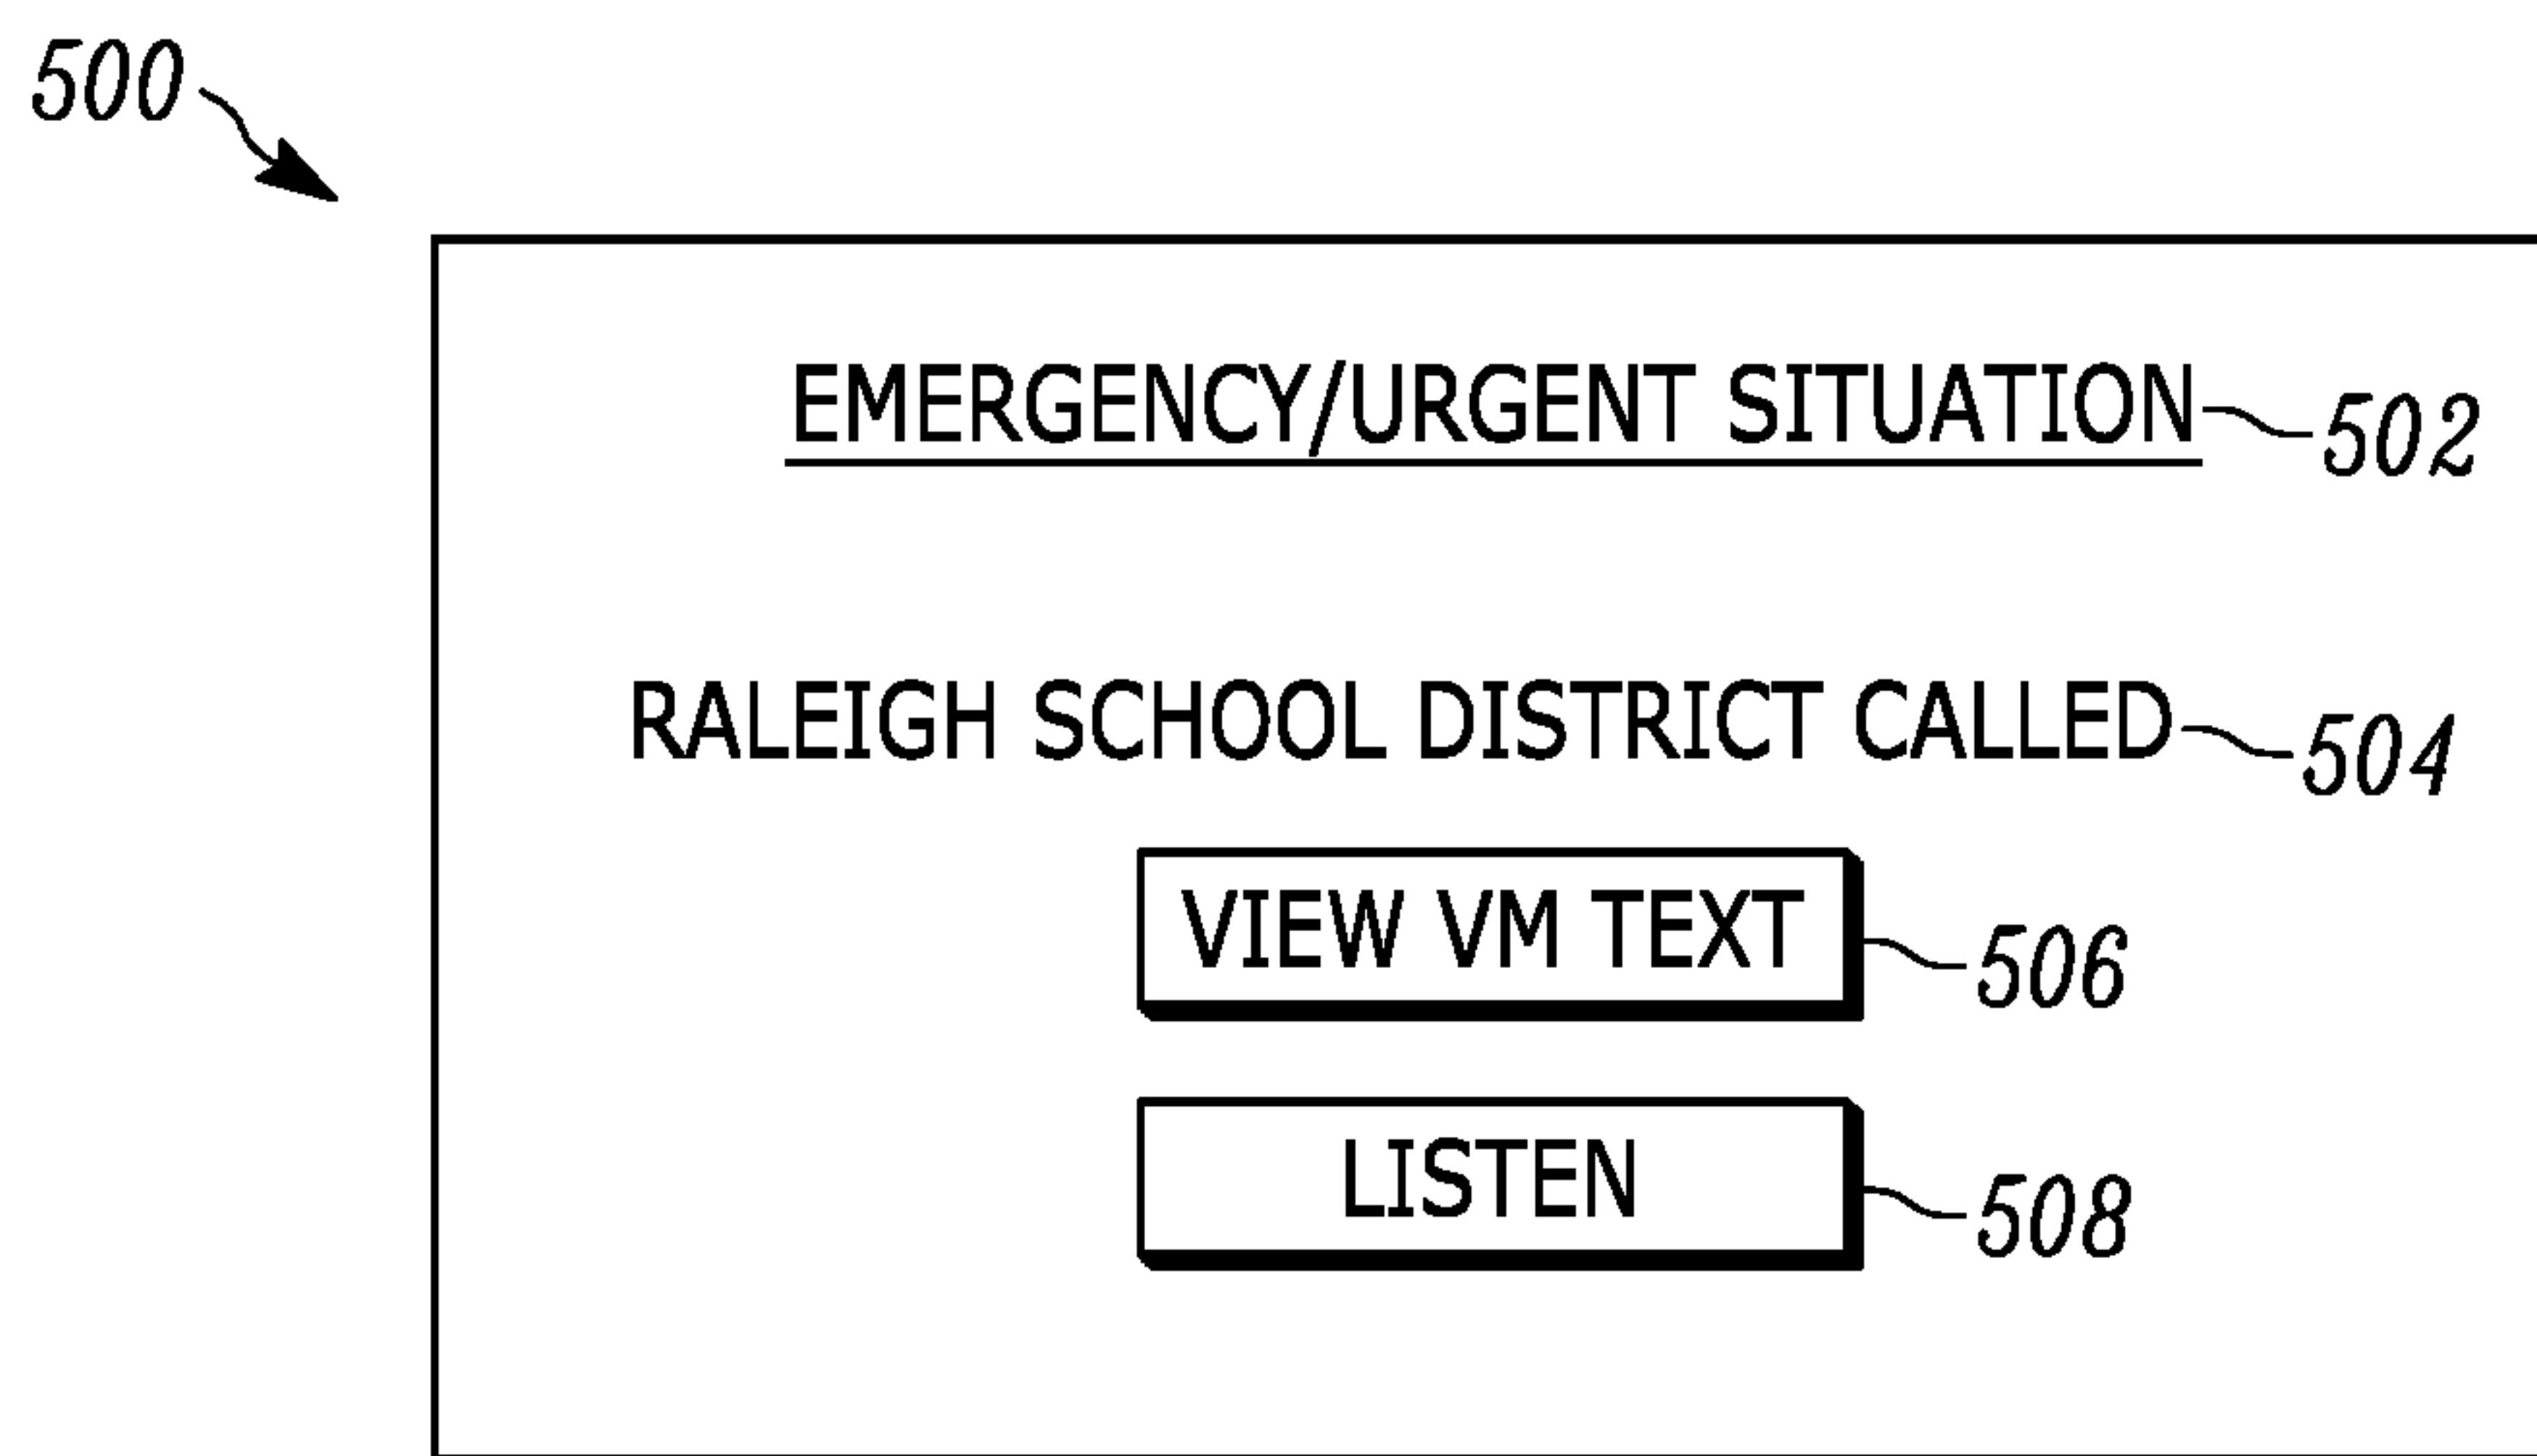 500
EMERGENCY/URGENT SITUATION 502
RALEIGH SCHOOL DISTRICT CALLED 504
VIEW VM TEXT 506
LISTEN 508